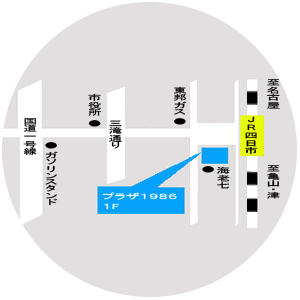 至名古屋
JR四日市
至亀山・津
東邦ガス
海老七
三滝通り
市役所
国道一号線
ガソリンスタンド
プラザ1986
1F